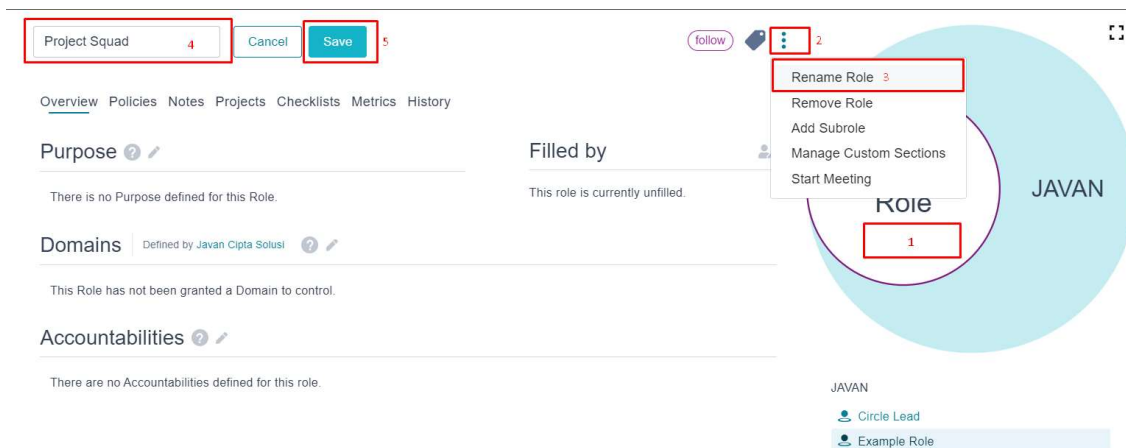 Project Squad 4 Cancel Save 5 follow 2
Rename Role 3
Overview Policies Notes Projects Checklists Metrics History
Remove Role
Add Subrole
Purpose ?
Filled by
Manage Custom Sections
Start Meeting
There is no Purpose defined for this Role.
This role is currently unfilled.
Role
JAVAN
1
Domains Defined by Javan Cipta Solusi ?
This Role has not been granted a Domain to control.
Accountabilities ?
There are no Accountabilities defined for this role.
JAVAN
Circle Lead
Example Role